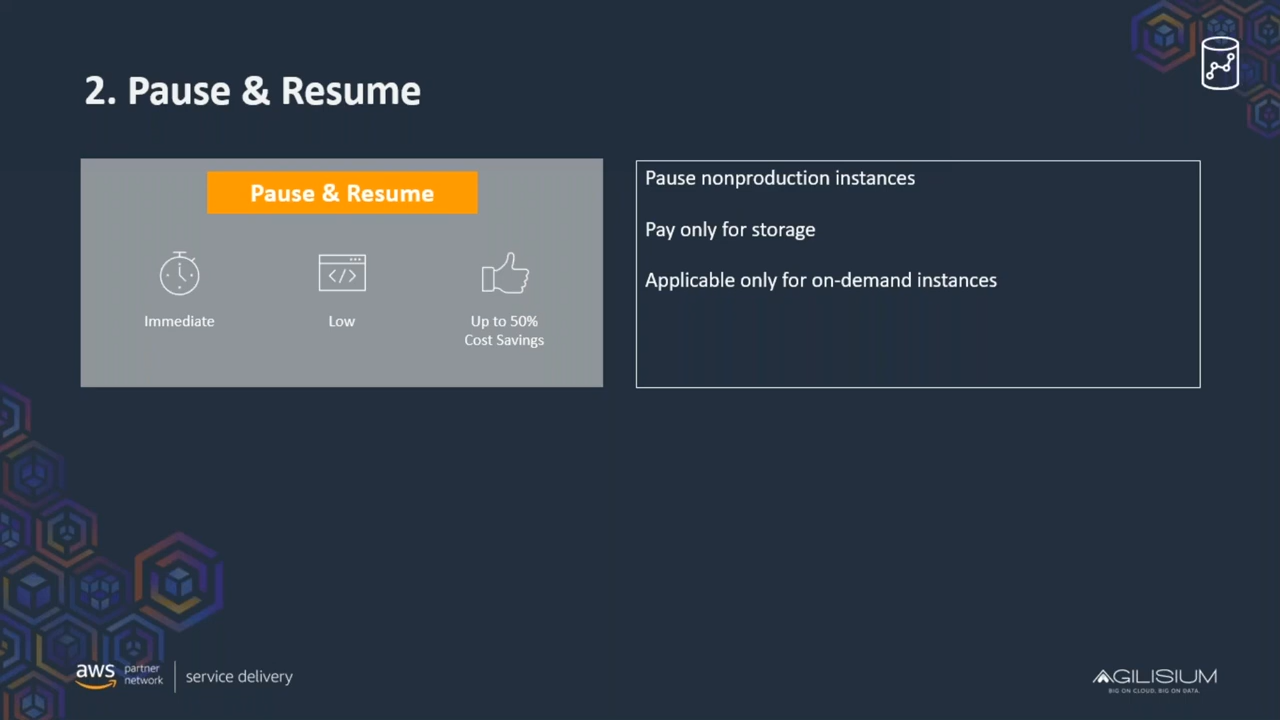 2. Pause & Resume
Pause & Resume
Immediate
Low
Up to 50%
Cost Savings
Pause nonproduction instances
Pay only for storage
Applicable only for on-demand instances
aws partner
network
service delivery
AGILISIUM
BIG ON CLOUD, BIG ON DATA.